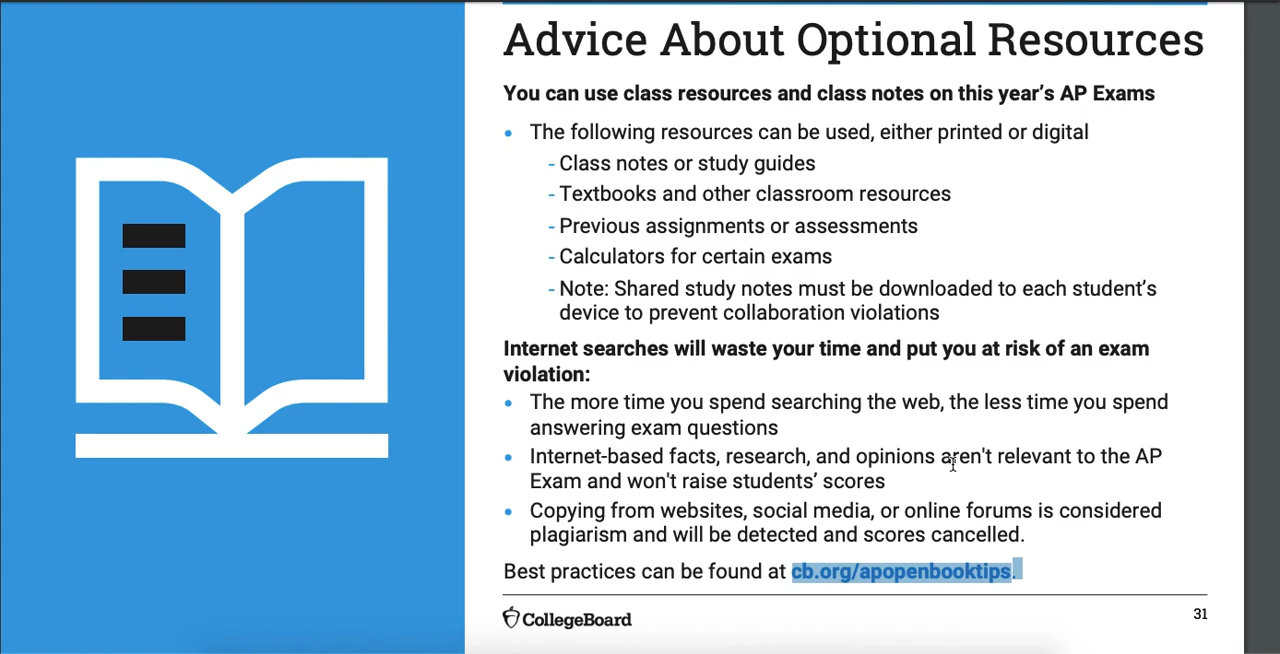 Advice About Optional Resources
You can use class resources and class notes on this year's AP Exams
• The following resources can be used, either printed or digital
- Class notes or study guides
- Textbooks and other classroom resources
- Previous assignments or assessments
- Calculators for certain exams
- Note: Shared study notes must be downloaded to each student's
device to prevent collaboration violations
Internet searches will waste your time and put you at risk of an exam
violation:
• The more time you spend searching the web, the less time you spend
answering exam questions
• Internet-based facts, research, and opinions aren't relevant to the AP
Exam and won't raise students' scores
• Copying from websites, social media, or online forums is considered
plagiarism and will be detected and scores cancelled.
Best practices can be found at cb.org/apopenbooktips.
CollegeBoard
31